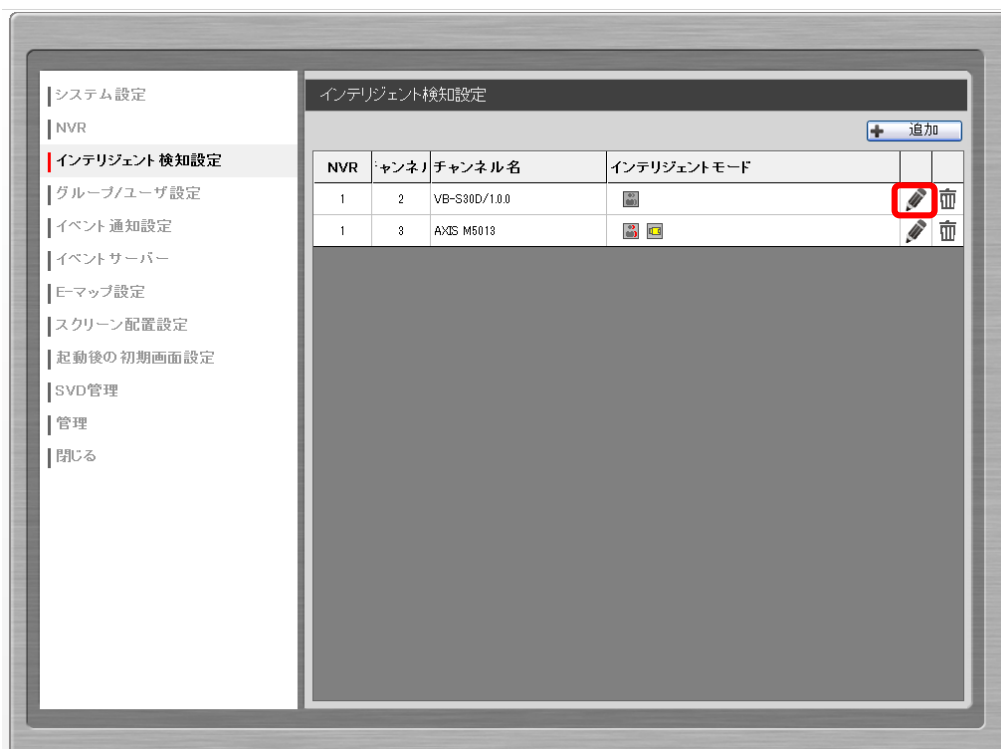 システム設定
NVR
インテリジェント検知設定
グループ/ユーザ設定
イベント通知設定
イベントサーバー
E-マップ設定
スクリーン配置設定
起動後の初期画面設定
SVD管理
管理
閉じる
インテリジェント検知設定
追加
NVR ャンネル チャンネル名 インテリジェントモード
1 2 VB-S30D/1.0.0
1 3 AXIS M5013